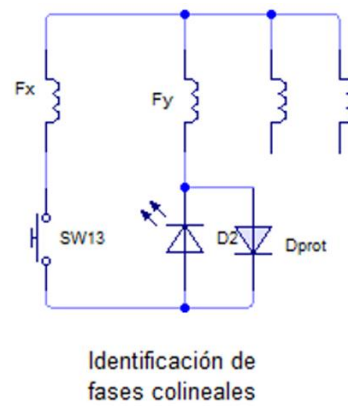 Fx
Fy
SW13
D2
Dprot
Identificación de
fases colineales